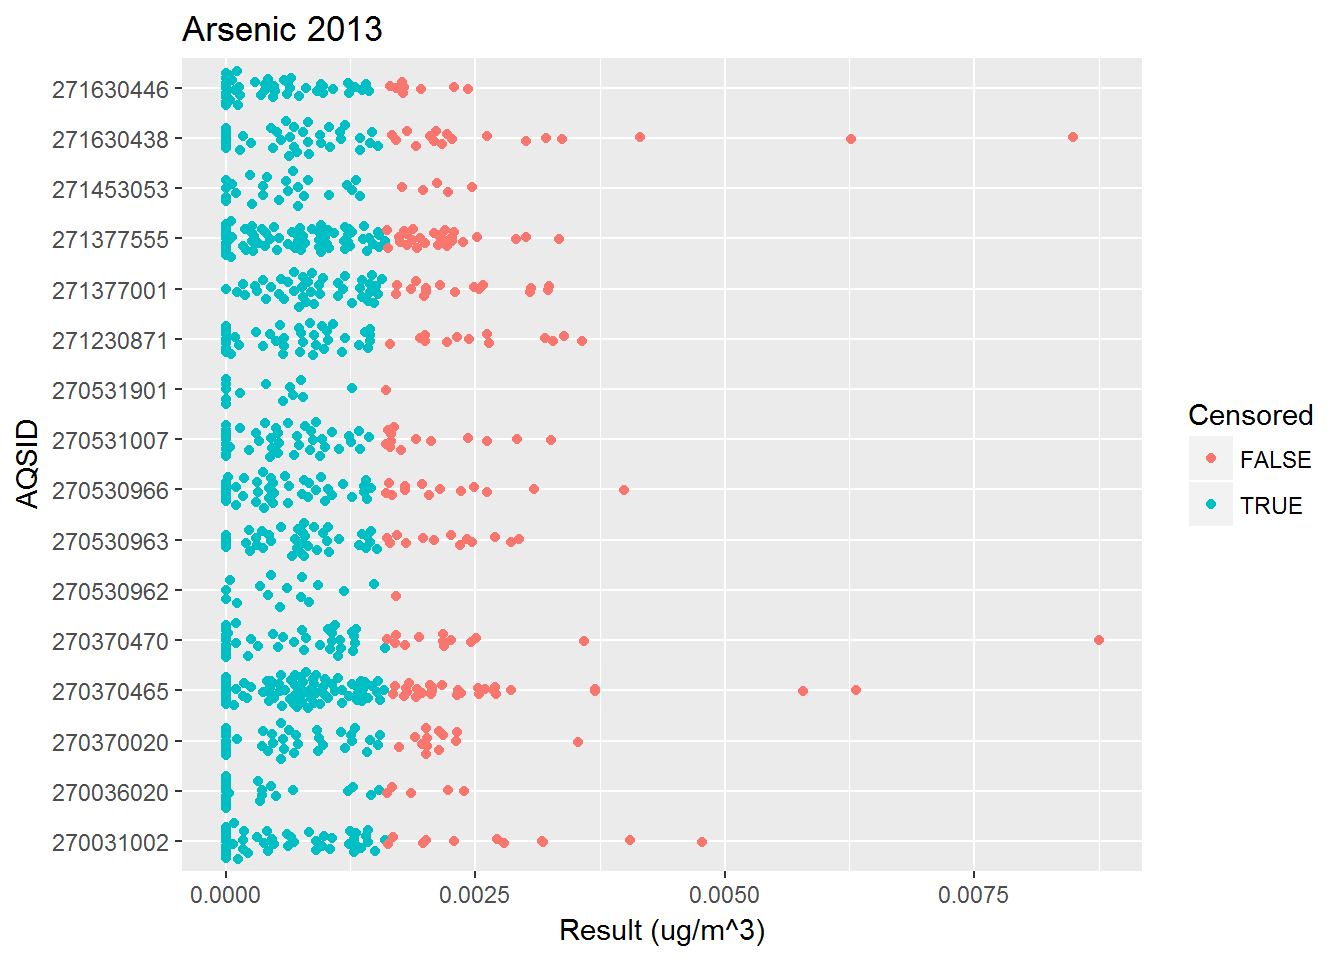 Arsenic 2013
271630446
271630438
271453053
271377555
271377001
271230871
270531901
270531007
270530966
270530963
270530962
270370470
270370465
270370020
270036020
270031002
AQSID
0.0000 0.0025 0.0050 0.0075
Result (ug/m^3)
Censored
FALSE
TRUE